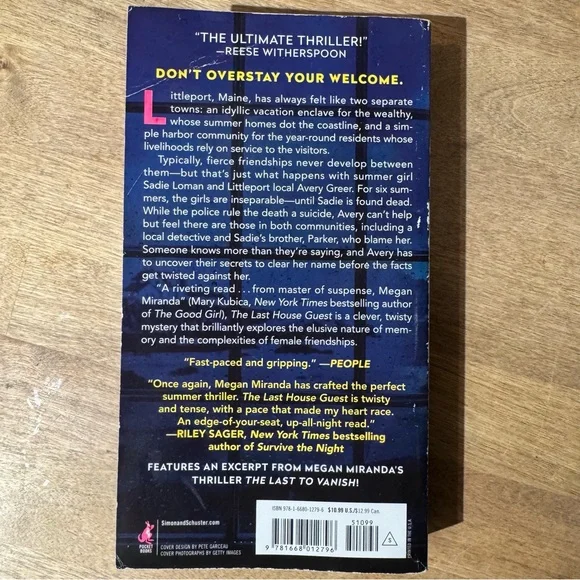 "THE ULTIMATE THRILLER!"
—REESE WITHERSPOON
DON'T OVERSTAY YOUR WELCOME.
Littleport, Maine, has always felt like two separate
towns: an idyllic vacation enclave for the wealthy,
whose summer homes dot the coastline, and a sim-
ple harbor community for the year-round residents whose
livelihoods rely on service to the visitors.
Typically, fierce friendships never develop between
them—but that's just what happens with summer girl
Sadie Loman and Littleport local Avery Greer. For six sum-
mers, the girls are inseparable—until Sadie is found dead.
While the police rule the death a suicide, Avery can't help
but feel there are those in both communities, including a
local detective and Sadie's brother, Parker, who blame her.
Someone knows more than they're saying, and Avery has
to uncover their secrets to clear her name before the facts
get twisted against her.
"A riveting read . . . from master of suspense, Megan
Miranda" (Mary Kubica, New York Times bestselling author
of The Good Girl), The Last House Guest is a clever, twisty
mystery that brilliantly explores the elusive nature of mem-
ory and the complexities of female friendships.
"Fast-paced and gripping." —PEOPLE
"Once again, Megan Miranda has crafted the perfect
summer thriller. The Last House Guest is twisty
and tense, with a pace that made my heart race.
An edge-of-your-seat, up-all-night read."
—RILEY SAGER, New York Times bestselling
author of Survive the Night
FEATURES AN EXCERPT FROM MEGAN MIRANDA'S
THRILLER THE LAST TO VANISH!
SimonandSchuster.com
POCKET
BOOKS
COVER DESIGN BY PETE GARCEAU
COVER PHOTOGRAPHS BY GETTY IMAGES
ISBN 978-1-6680-1279-6 $10.99 U.S./$12.99 Can.
51099
9 781668 012796
S
PRINTED IN THE U.S.A.